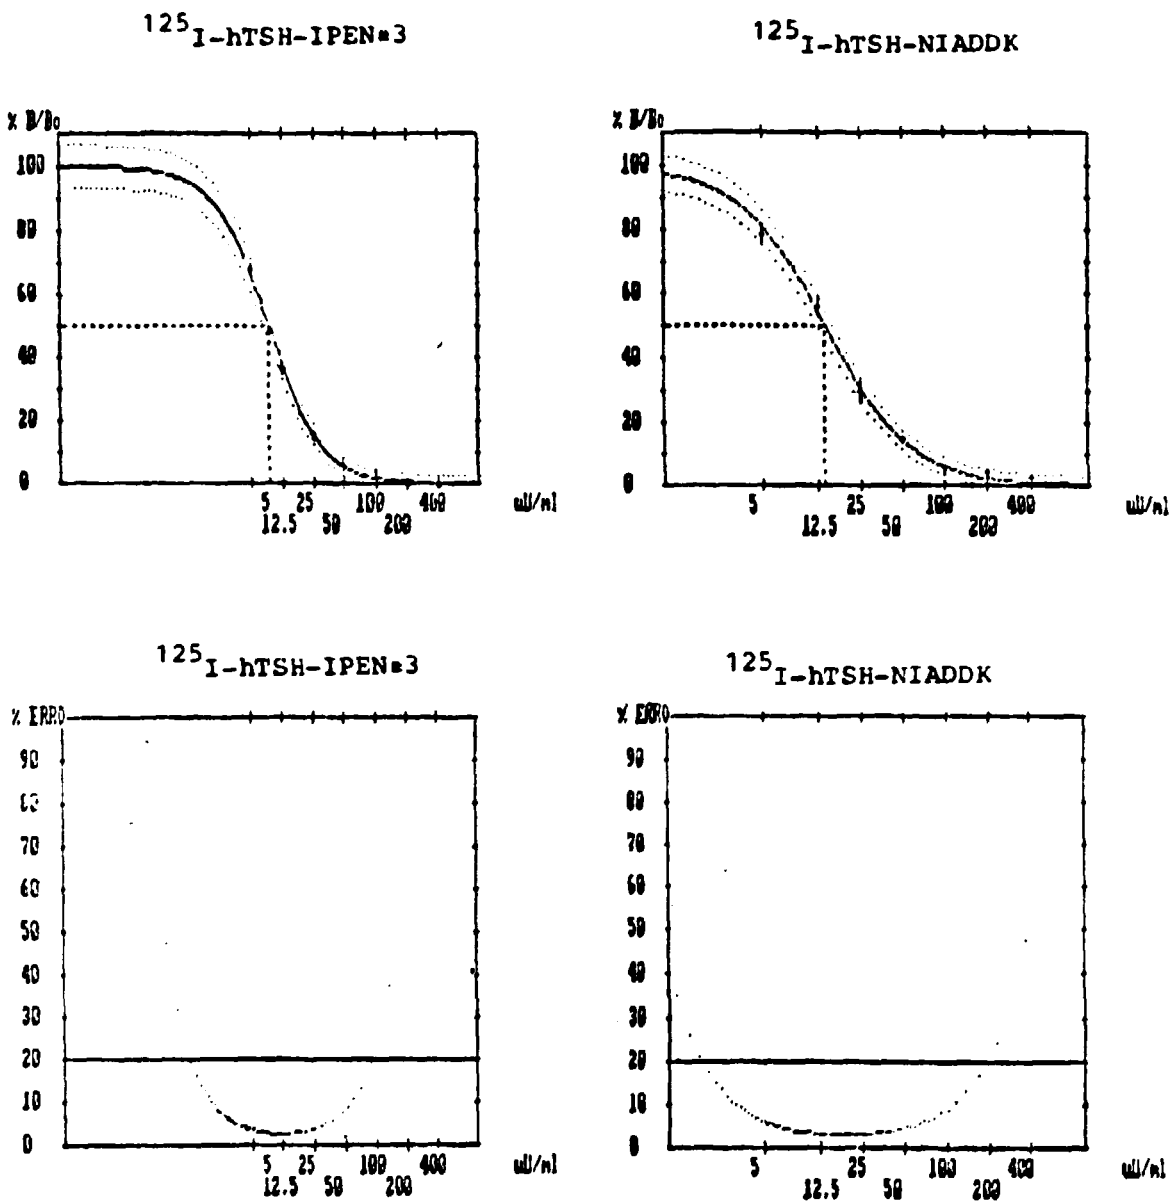 125I-hTSH-IPEN#3
125I-hTSH-NIADDK
% B/Bo
100
80
60
40
20
0
5 25 100 400 uU/ml
12.5 50 200
% B/Bo
100
80
60
40
20
0
5 25 100 400 uU/ml
12.5 50 200
125I-hTSH-IPEN#3
125I-hTSH-NIADDK
% ERRO
90
80
70
60
50
40
30
20
10
0
5 25 100 400 uU/ml
12.5 50 200
% ERRO
90
80
70
60
50
40
30
20
10
0
5 25 100 400 uU/ml
12.5 50 200